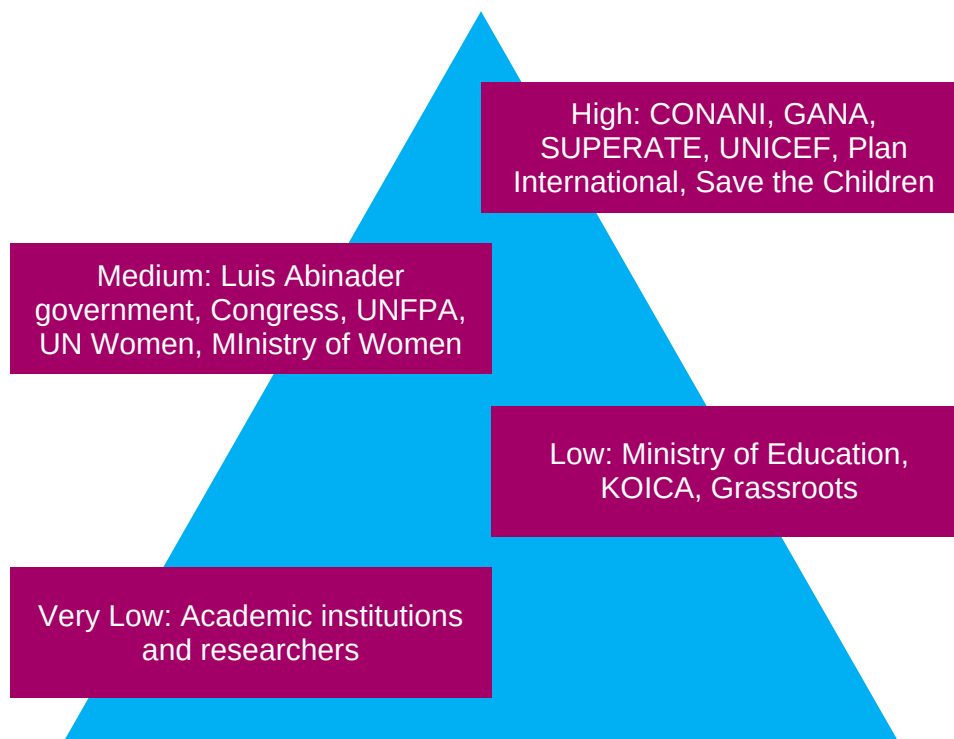 High: CONANI, GANA,
SUPERATE, UNICEF, Plan
International, Save the Children
Medium: Luis Abinader
government, Congress, UNFPA,
UN Women, MInistry of Women
Low: Ministry of Education,
KOICA, Grassroots
Very Low: Academic institutions
and researchers